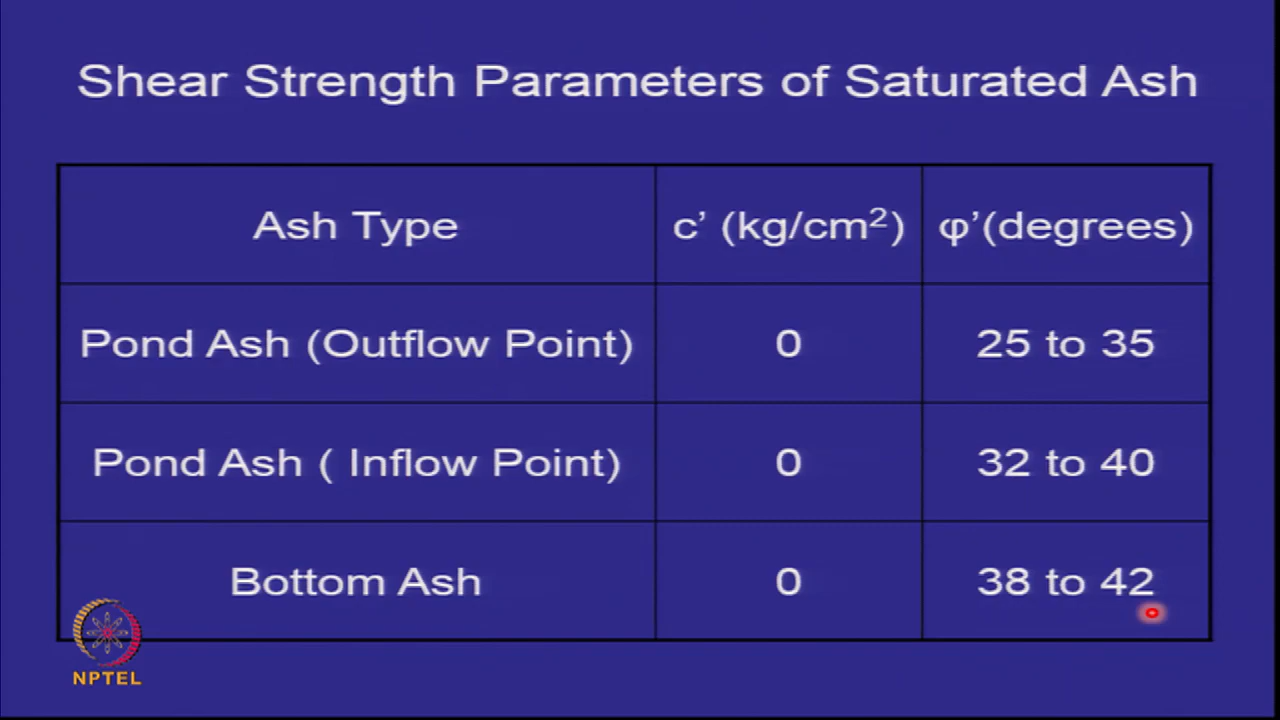 Shear Strength Parameters of Saturated Ash
Ash Type c’ (kg/cm²) φ’(degrees)
Pond Ash (Outflow Point) 0 25 to 35
Pond Ash ( Inflow Point) 0 32 to 40
Bottom Ash 0 38 to 42
NPTEL